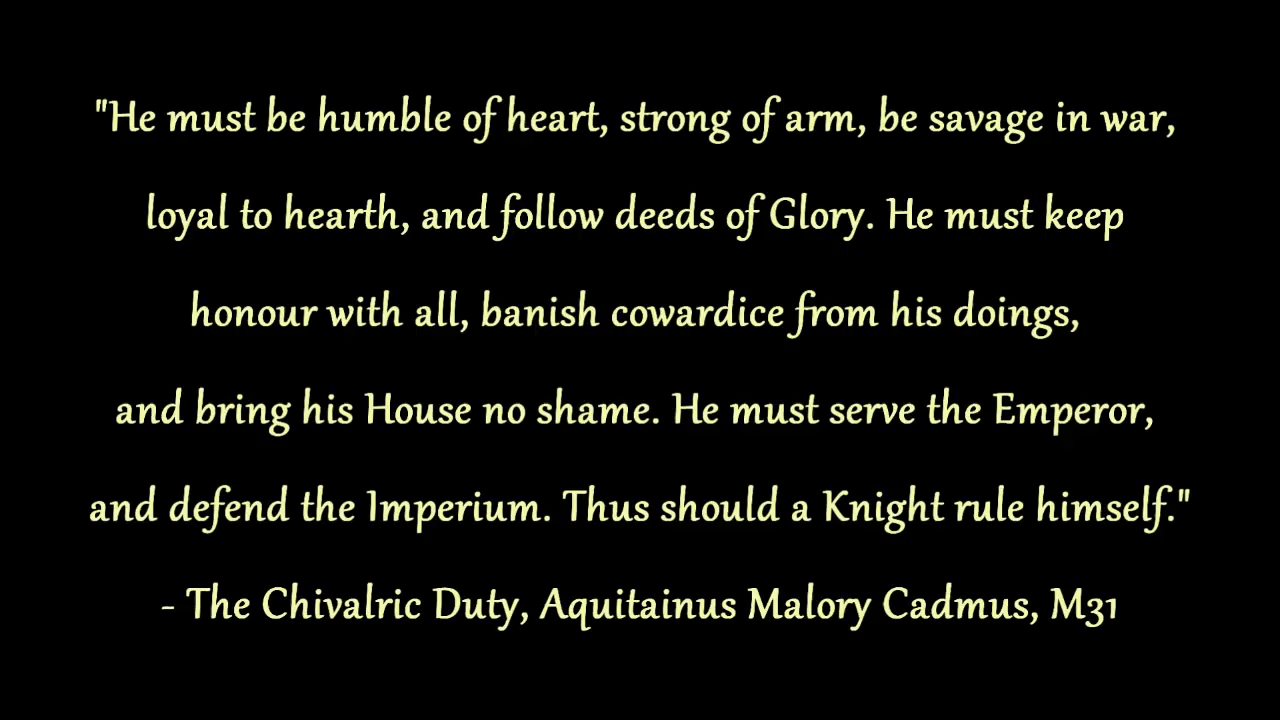 "He must be humble of heart, strong of arm, be savage in war,
loyal to hearth, and follow deeds of Glory. He must keep
honour with all, banish cowardice from his doings,
and bring his House no shame. He must serve the Emperor,
and defend the Imperium. Thus should a Knight rule himself."
- The Chivalric Duty, Aquitainus Malory Cadmus, M31